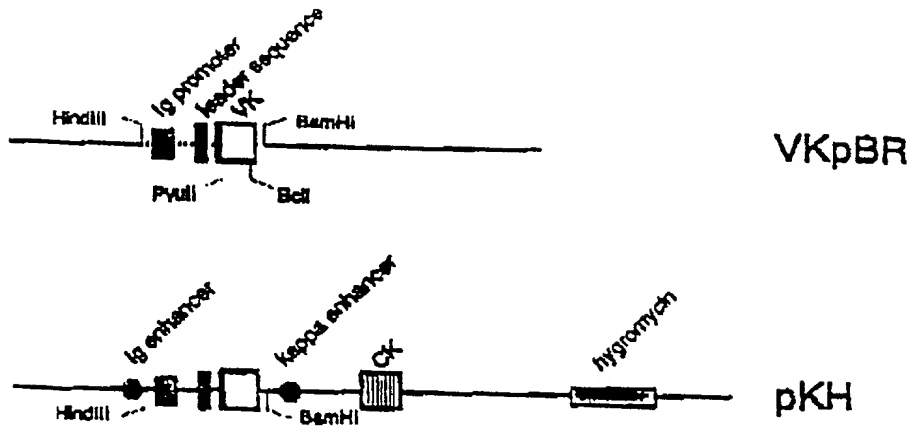 Ig promoter
leader sequence
VK
HindIII
BamHI
VKpBR
PvuII
BclI
Ig enhancer
kappa enhancer
CK
hygromycin
HindIII
BamHI
pKH